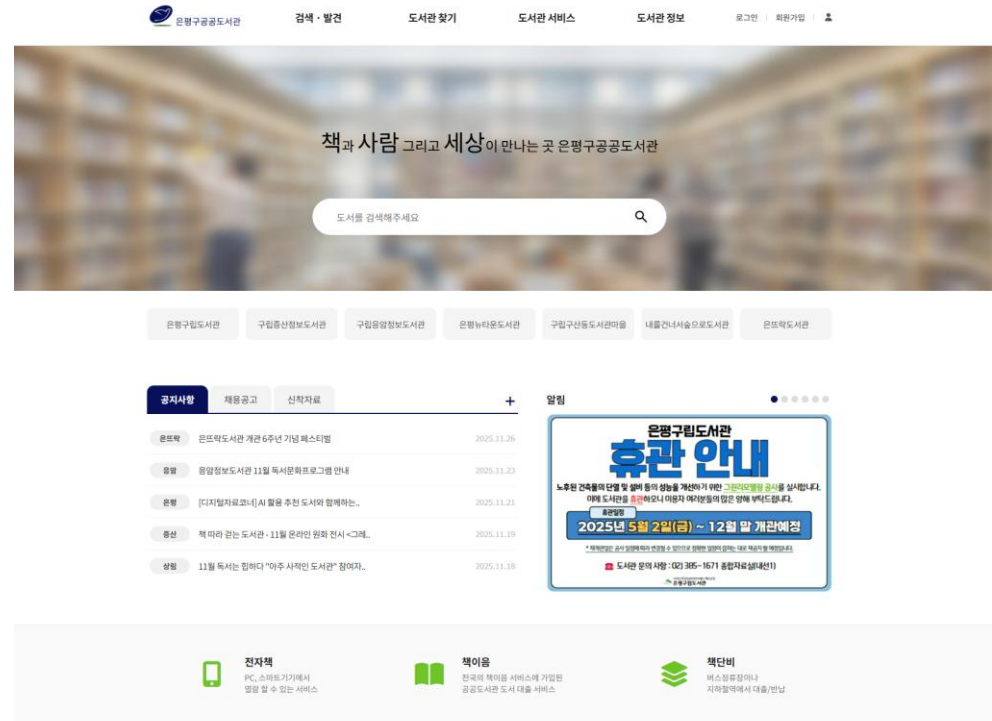 은평구공공도서관
검색 · 발견
도서관 찾기
도서관 서비스
도서관 정보
로그인
회원가입
책과 사람 그리고 세상이 만나는 곳 은평구공공도서관
도서를 검색해주세요
은평구립도서관
구립증산정보도서관
구립응암정보도서관
은평뉴타운도서관
구립구산동도서관마을
내를건너서숲으로도서관
은뜨락도서관
공지사항
채용공고
신착자료
+
은뜨락 은뜨락도서관 개관 6주년 기념 페스티벌 2025.11.26
응암 응암정보도서관 11월 독서문화프로그램 안내 2025.11.23
은평 [디지털자료코너] AI 활용 추천 도서와 함께하는.. 2025.11.21
증산 책 따라 걷는 도서관 - 11월 온라인 원화 전시 <그레.. 2025.11.19
상림 11월 독서는 힙하다 "아주 사적인 도서관" 참여자.. 2025.11.18
알림
은평구립도서관
휴관 안내
노후된 건축물의 단열 및 설비 등의 성능을 개선하기 위한 그린리모델링 공사를 실시합니다.
이에 도서관을 휴관하오니 이용자 여러분들의 많은 양해 부탁드립니다.
휴관일정
2025년 5월 2일(금) ~ 12월 말 개관예정
☎ 도서관 문의 사항 : 02) 385-1671 종합자료실(내선1)
은평구립도서관
전자책
PC, 스마트기기에서
열람 할 수 있는 서비스
책이음
전국의 책이음 서비스에 가입된
공공도서관 도서 대출 서비스
책단비
버스정류장이나
지하철역에서 대출/반납